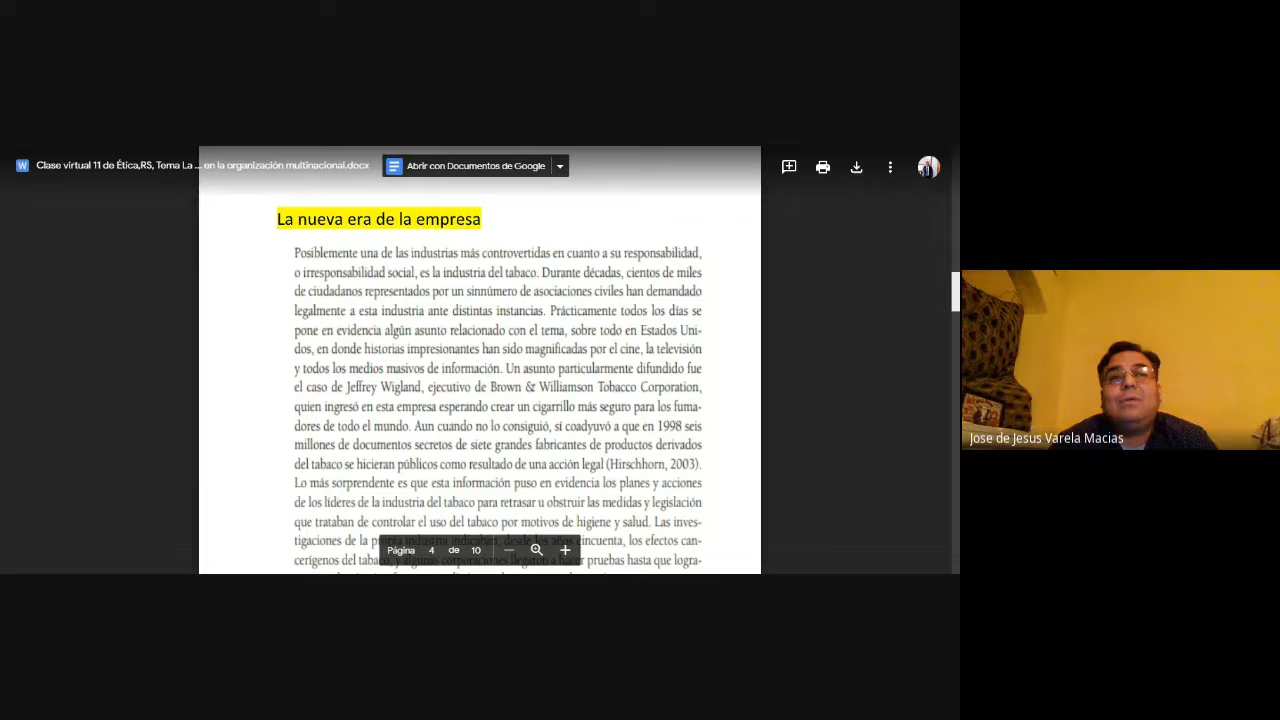 Clase virtual 11 de Ética,RS, Tema La ... en la organización multinacional.docx
Abrir con Documentos de Google
La nueva era de la empresa
Posiblemente una de las industrias más controvertidas en cuanto a su responsabilidad,
o irresponsabilidad social, es la industria del tabaco. Durante décadas, cientos de miles
de ciudadanos representados por un sinnúmero de asociaciones civiles han demandado
legalmente a esta industria ante distintas instancias. Prácticamente todos los días se
pone en evidencia algún asunto relacionado con el tema, sobre todo en Estados Uni-
dos, en donde historias impresionantes han sido magnificadas por el cine, la televisión
y todos los medios masivos de información. Un asunto particularmente difundido fue
el caso de Jeffrey Wigland, ejecutivo de Brown & Williamson Tobacco Corporation,
quien ingresó en esta empresa esperando crear un cigarrillo más seguro para los fuma-
dores de todo el mundo. Aun cuando no lo consiguió, sí coadyuvó a que en 1998 seis
millones de documentos secretos de siete grandes fabricantes de productos derivados
del tabaco se hicieran públicos como resultado de una acción legal (Hirschhorn, 2003).
Lo más sorprendente es que esta información puso en evidencia los planes y acciones
de los líderes de la industria del tabaco para retrasar u obstruir las medidas y legislación
que trataban de controlar el uso del tabaco por motivos de higiene y salud. Las inves-
tigaciones de la propia industria indicaban, desde los años cincuenta, los efectos can-
cerígenos del tabaco, y algunas corporaciones llegaron a hacer pruebas hasta que logra-
Página 4 de 10
Jose de Jesus Varela Macias